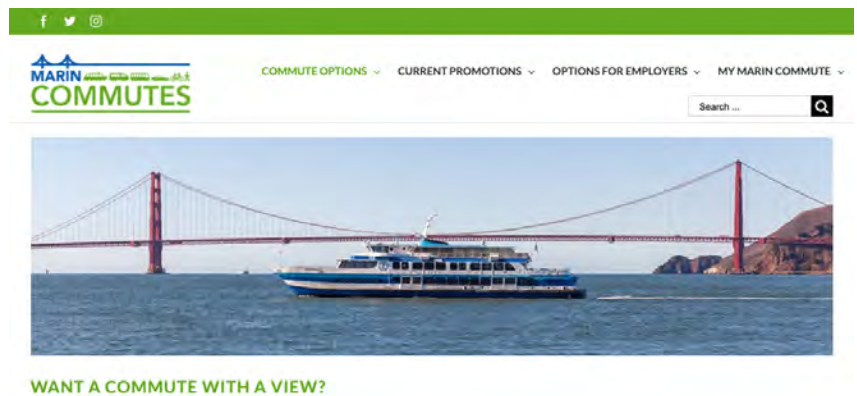 COMMUTE OPTIONS CURRENT PROMOTIONS OPTIONS FOR EMPLOYERS MY MARIN COMMUTE
MARIN
COMMUTES
Search ...
WANT A COMMUTE WITH A VIEW?